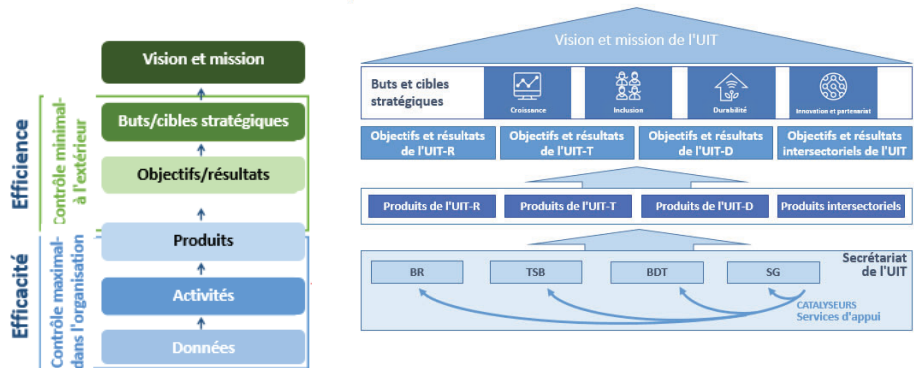 Vision et mission
Buts/cibles stratégiques
Objectifs/résultats
Produits
Activités
Données
Efficience
Contrôle minimal-
à l'extérieur
Efficacité
Contrôle maximal-
dans l'organisation
Vision et mission de l'UIT
Buts et cibles
stratégiques
Croissance
Inclusion
Durabilité
Innovation et partenariat
Objectifs et résultats
de l'UIT-R
Objectifs et résultats
de l'UIT-T
Objectifs et résultats
de l'UIT-D
Objectifs et résultats
intersectoriels de l'UIT
Produits de l'UIT-R
Produits de l'UIT-T
Produits de l'UIT-D
Produits intersectoriels
Secrétariat
de l'UIT
BR
TSB
BDT
SG
CATALYSEURS
Services d'appui